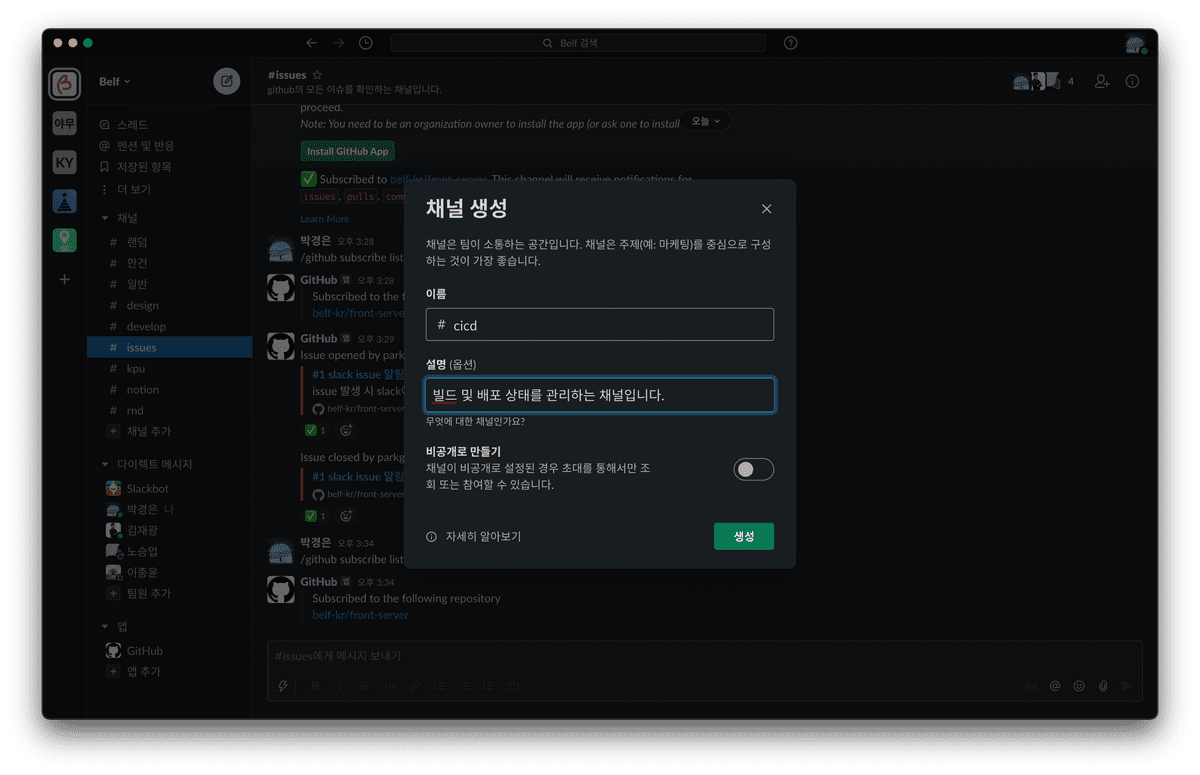 Belf 검색
Belf
아무
KY
스레드
멘션 및 반응
저장된 항목
더 보기
채널
# 랜덤
# 안건
# 일반
# design
# develop
# issues
# kpu
# notion
# rnd
+ 채널 추가
다이렉트 메시지
Slackbot
박경은 나
김재광
노승업
이종윤
+ 팀원 추가
앱
GitHub
+ 앱 추가
#issues
github의 모든 이슈를 확인하는 채널입니다.
4
proceed.
Note: You need to be an organization owner to install the app (or ask one to install
오늘
Install GitHub App
Subscribed to belf-kr/front-server. This channel will receive notifications for
issues, pulls, com
Learn More
박경은 오후 3:28
/github subscribe list
GitHub 앱 오후 3:28
Subscribed to the f
belf-kr/front-serve
GitHub 앱 오후 3:29
Issue opened by park
#1 slack issue 알림
issue 발생 시 slack
belf-kr/front-server
1
Issue closed by parkg
#1 slack issue 알림
belf-kr/front-server
1
박경은 오후 3:34
/github subscribe list
GitHub 앱 오후 3:34
Subscribed to the following repository
belf-kr/front-server
#issues에게 메시지 보내기
채널 생성
채널은 팀이 소통하는 공간입니다. 채널은 주제(예: 마케팅)를 중심으로 구성
하는 것이 가장 좋습니다.
이름
# cicd
설명 (옵션)
빌드 및 배포 상태를 관리하는 채널입니다.
무엇에 대한 채널인가요?
비공개로 만들기
채널이 비공개로 설정된 경우 초대를 통해서만 조
회 또는 참여할 수 있습니다.
자세히 알아보기
생성